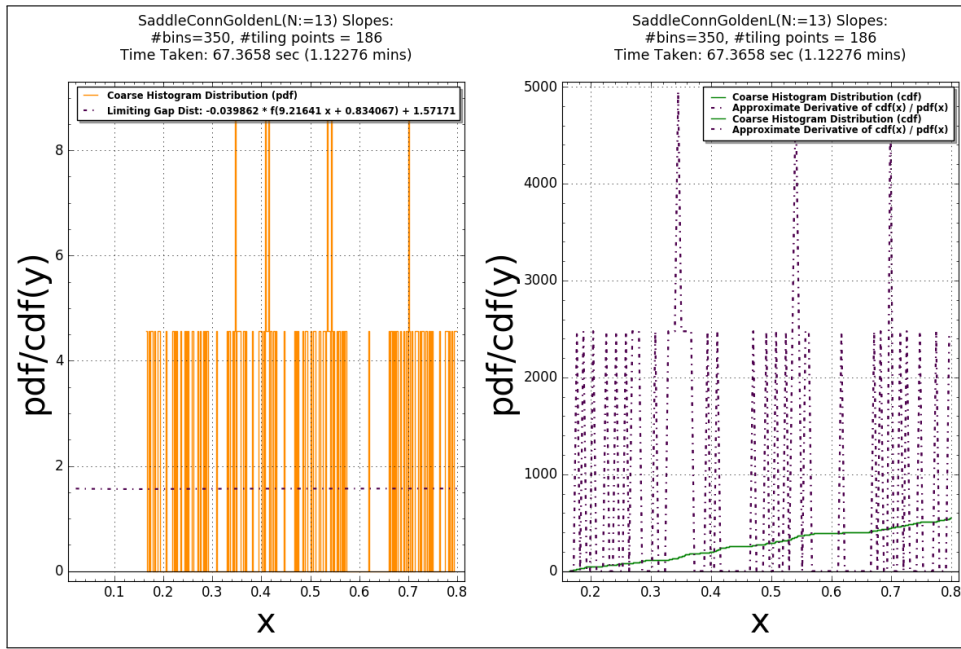 SaddleConnGoldenL(N:=13) Slopes:
#bins=350, #tiling points = 186
Time Taken: 67.3658 sec (1.12276 mins)
Coarse Histogram Distribution (pdf)
Limiting Gap Dist: -0.039862 * f(9.21641 x + 0.834067) + 1.57171
pdf/cdf(y)
8
6
4
2
0
0.1 0.2 0.3 0.4 0.5 0.6 0.7 0.8
x
SaddleConnGoldenL(N:=13) Slopes:
#bins=350, #tiling points = 186
Time Taken: 67.3658 sec (1.12276 mins)
Coarse Histogram Distribution (cdf)
Approximate Derivative of cdf(x) / pdf(x)
Coarse Histogram Distribution (cdf)
Approximate Derivative of cdf(x) / pdf(x)
pdf/cdf(y)
5000
4000
3000
2000
1000
0
0.2 0.3 0.4 0.5 0.6 0.7 0.8
x